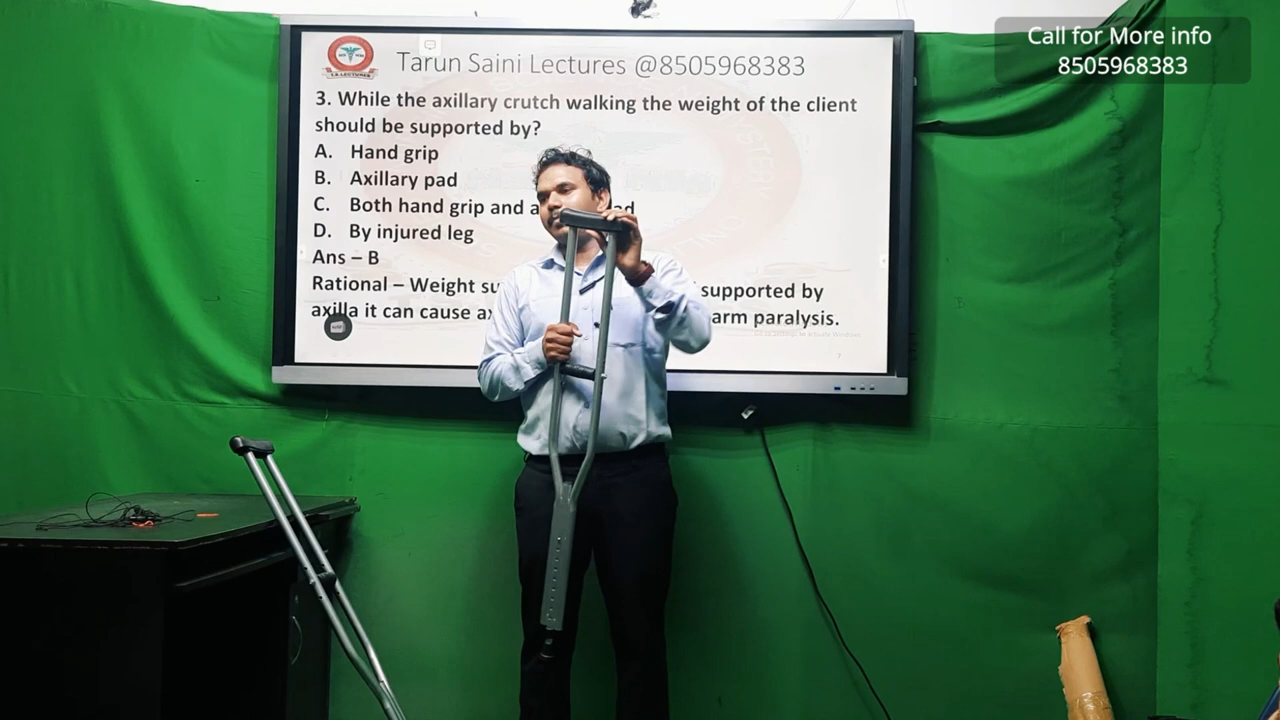 Call for More info
8505968383
Tarun Saini Lectures @8505968383
3. While the axillary crutch walking the weight of the client
should be supported by?
A. Hand grip
B. Axillary pad
C. Both hand grip and a
D. By injured leg
Ans – B
Rational – Weight su supported by
axilla it can cause ax arm paralysis.
7